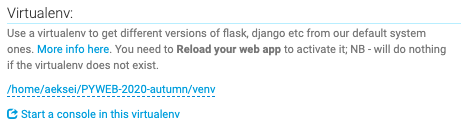 Virtualenv:
Use a virtualenv to get different versions of flask, django etc from our default system
ones. More info here. You need to Reload your web app to activate it; NB - will do nothing
if the virtualenv does not exist.
/home/aeksei/PYWEB-2020-autumn/venv
Start a console in this virtualenv